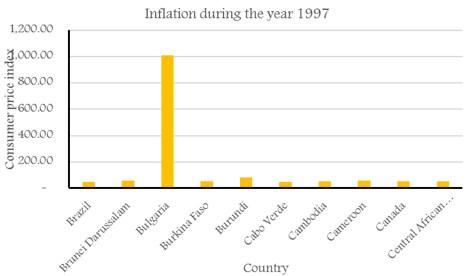 Inflation during the year 1997
Consumer price index
1,200.00
1,000.00
800.00
600.00
400.00
200.00
-
Brazil
Brunei Darussalam
Bulgaria
Burkina Faso
Burundi
Cabo Verde
Cambodia
Cameroon
Canada
Central African...
Country